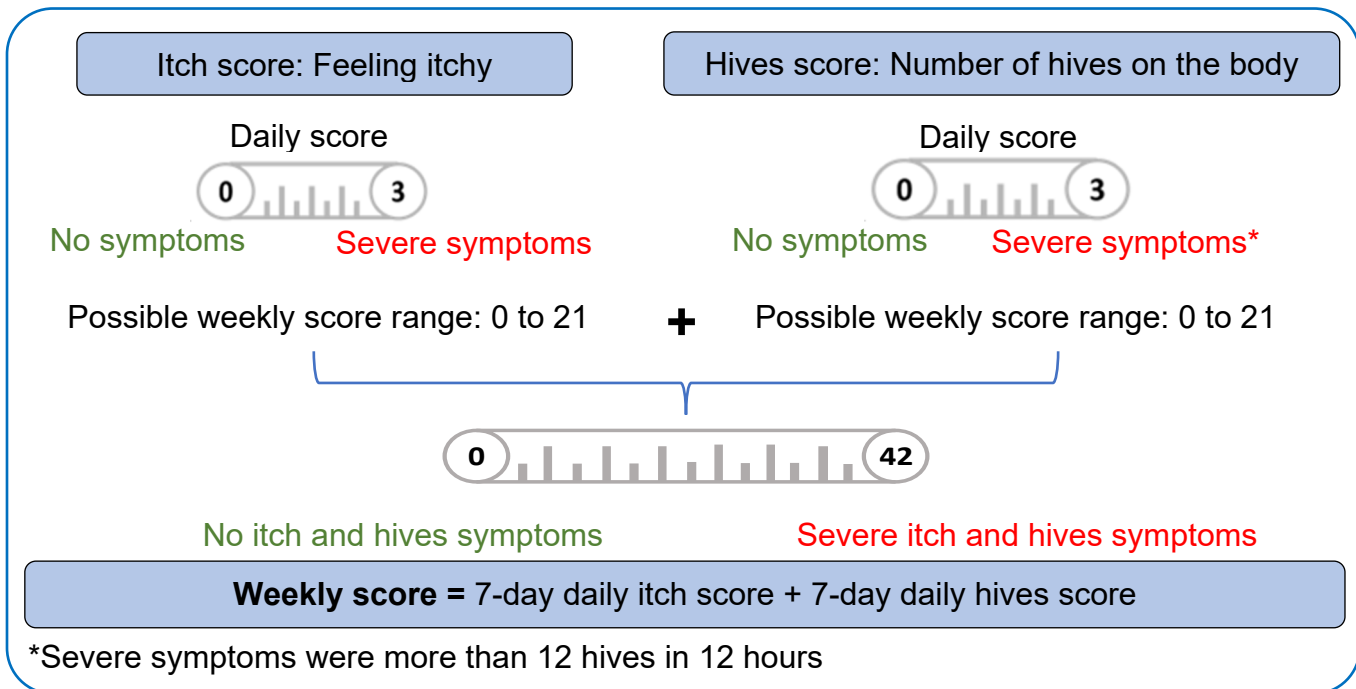 Itch score: Feeling itchy
Hives score: Number of hives on the body
Daily score
0 3
No symptoms Severe symptoms
Daily score
0 3
No symptoms Severe symptoms*
Possible weekly score range: 0 to 21 + Possible weekly score range: 0 to 21
0 42
No itch and hives symptoms Severe itch and hives symptoms
Weekly score = 7-day daily itch score + 7-day daily hives score
*Severe symptoms were more than 12 hives in 12 hours